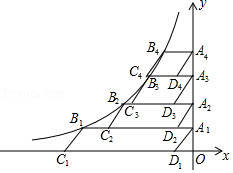 y
B₄ A₄
C₄ B₃ D₄ A₃
B₂ C₃ D₃ A₂
B₁ C₂ D₂ A₁
C₁ D₁ O x